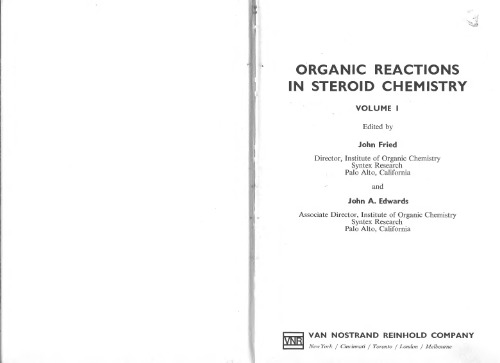 ORGANIC REACTIONS
IN STEROID CHEMISTRY
VOLUME I
Edited by
John Fried
Director, Institute of Organic Chemistry
Syntex Research
Palo Alto, California
and
John A. Edwards
Associate Director, Institute of Organic Chemistry
Syntex Research
Palo Alto, California
VNR
VAN NOSTRAND REINHOLD COMPANY
New York / Cincinnati / Toronto / London / Melbourne